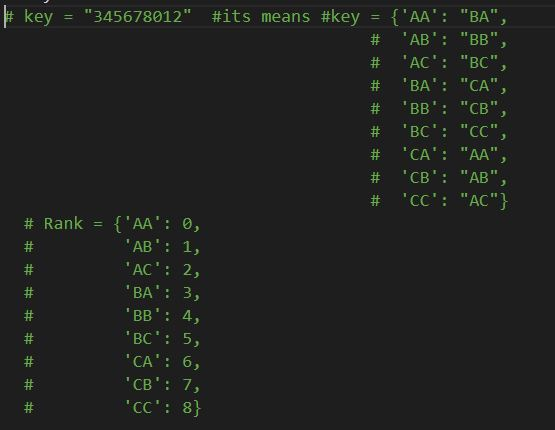 # key = "345678012"  #its means #key = {'AA': "BA",
#  'AB': "BB",
#  'AC': "BC",
#  'BA': "CA",
#  'BB': "CB",
#  'BC': "CC",
#  'CA': "AA",
#  'CB': "AB",
#  'CC': "AC"}
# Rank = {'AA': 0,
#         'AB': 1,
#         'AC': 2,
#         'BA': 3,
#         'BB': 4,
#         'BC': 5,
#         'CA': 6,
#         'CB': 7,
#         'CC': 8}